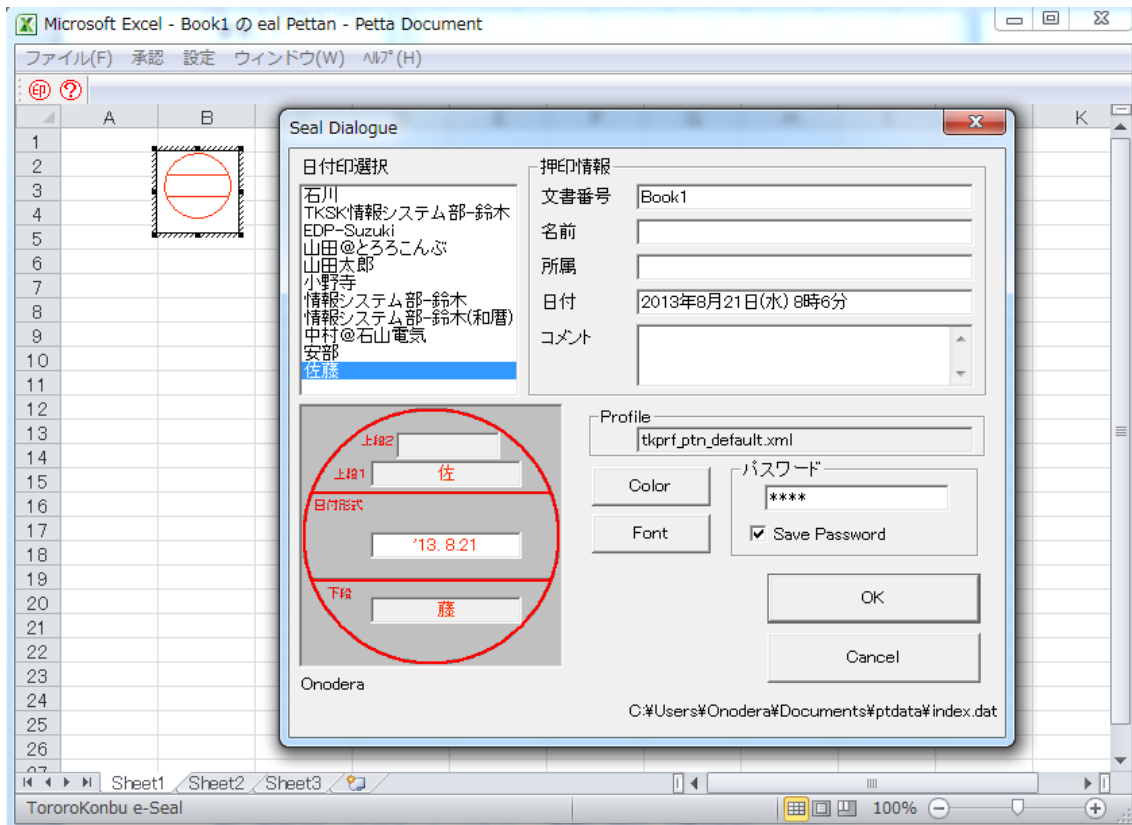 Microsoft Excel - Book1 の eal Pettan - Petta Document
ファイル(F) 承認 設定 ウィンドウ(W) ヘルプ(H)
印 ?
A B K
1
2
3
4
5
6
7
8
9
10
11
12
13
14
15
16
17
18
19
20
21
22
23
24
25
26
Seal Dialogue
日付印選択
石川
TKSK情報システム部-鈴木
EDP-Suzuki
山田@とろろこんぶ
山田太郎
小野寺
情報システム部-鈴木
情報システム部-鈴木(和暦)
中村@石山電気
安部
佐藤
押印情報
文書番号 Book1
名前
所属
日付 2013年8月21日(水) 8時6分
コメント
上段2
上段1 佐
日付形式
'13. 8.21
下段
藤
Onodera
Profile
tkprf_ptn_default.xml
Color
Font
パスワード
****
Save Password
OK
Cancel
C:¥Users¥Onodera¥Documents¥ptdata¥index.dat
Sheet1 Sheet2 Sheet3
TororoKonbu e-Seal 100%